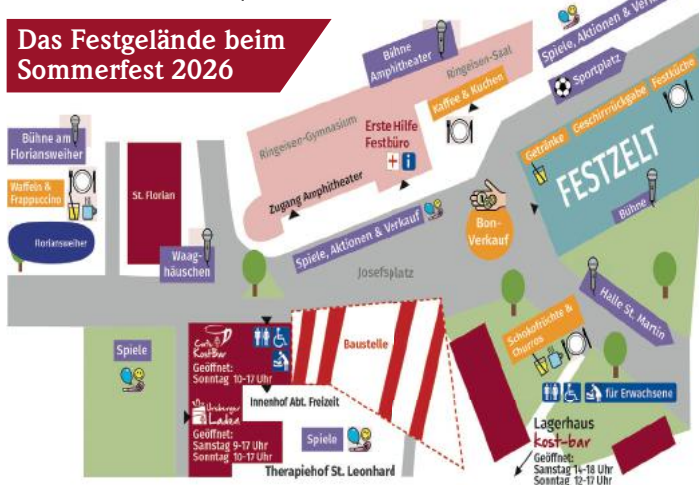 Das Festgelände beim
Sommerfest 2026
Bühne
Amphitheater
Ringeisen-Saal
Kaffee & Kuchen
Spiele, Aktionen & Verkauf
Sportplatz
Getränke
Geschirrrückgabe
Festküche
FESTZELT
Bühne
Ringeisen-Gymnasium
Erste Hilfe
Festbüro
Zugang Amphitheater
Bühne am
Floriansweiher
Waffeln &
Frappuccino
Floriansweiher
St. Florian
Waag-
häuschen
Spiele, Aktionen & Verkauf
Bon-
Verkauf
Josefsplatz
Halle St. Martin
Schokofrüchte &
Churros
Spiele
Café
KostBar
Geöffnet:
Sonntag 10-17 Uhr
Ursberger
Laden
Geöffnet:
Samstag 9-17 Uhr
Sonntag 10-17 Uhr
Baustelle
Innenhof Abt. Freizeit
Spiele
Therapiehof St. Leonhard
für Erwachsene
Lagerhaus
kost-bar
Geöffnet:
Samstag 14-18 Uhr
Sonntag 12-17 Uhr